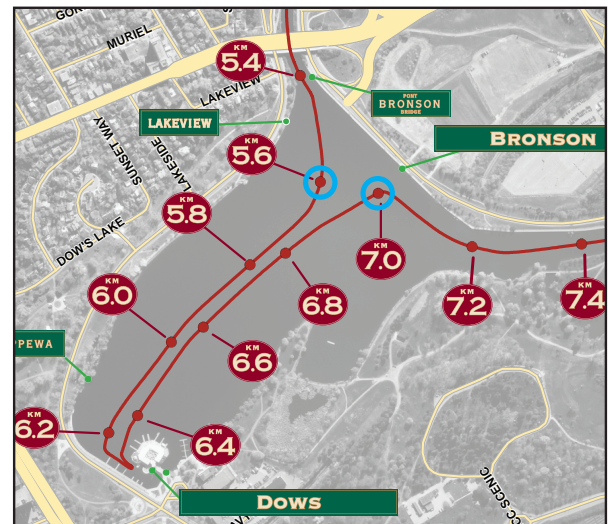 MURIEL
KM
5.4
LAKEVIEW
PONT
BRONSON
BRIDGE
LAKEVIEW
BRONSON
KM
5.6
SUNSET WAY
LAKESIDE
KM
5.8
DOW'S LAKE
KM
7.0
KM
6.0
KM
6.8
KM
7.2
KM
7.4
PPEWA
KM
6.6
KM
6.2
KM
6.4
DOWS
CC SCENIC